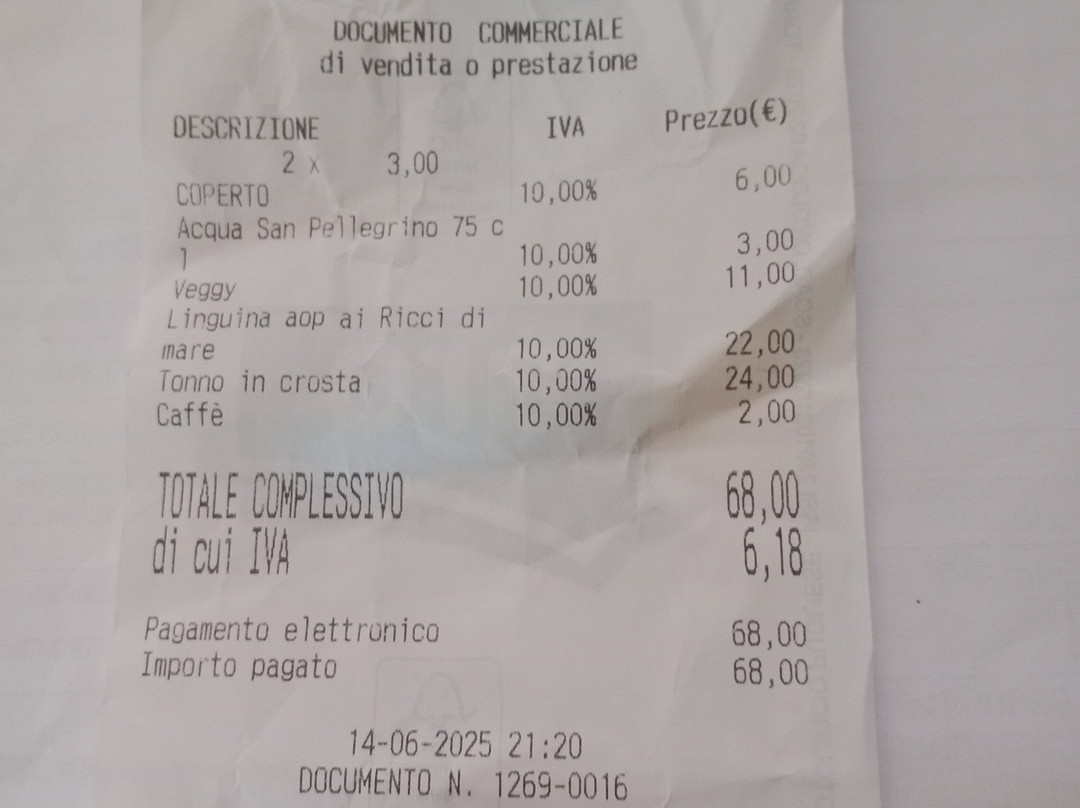 DOCUMENTO COMMERCIALE
di vendita o prestazione
DESCRIZIONE IVA Prezzo(€)
2 x 3,00
COPERTO 10,00% 6,00
Acqua San Pellegrino 75 c
l 10,00% 3,00
Veggy 10,00% 11,00
Linguina aop ai Ricci di
mare 10,00% 22,00
Tonno in crosta 10,00% 24,00
Caffè 10,00% 2,00
TOTALE COMPLESSIVO 68,00
di cui IVA 6,18
Pagamento elettronico 68,00
Importo pagato 68,00
14-06-2025 21:20
DOCUMENTO N. 1269-0016